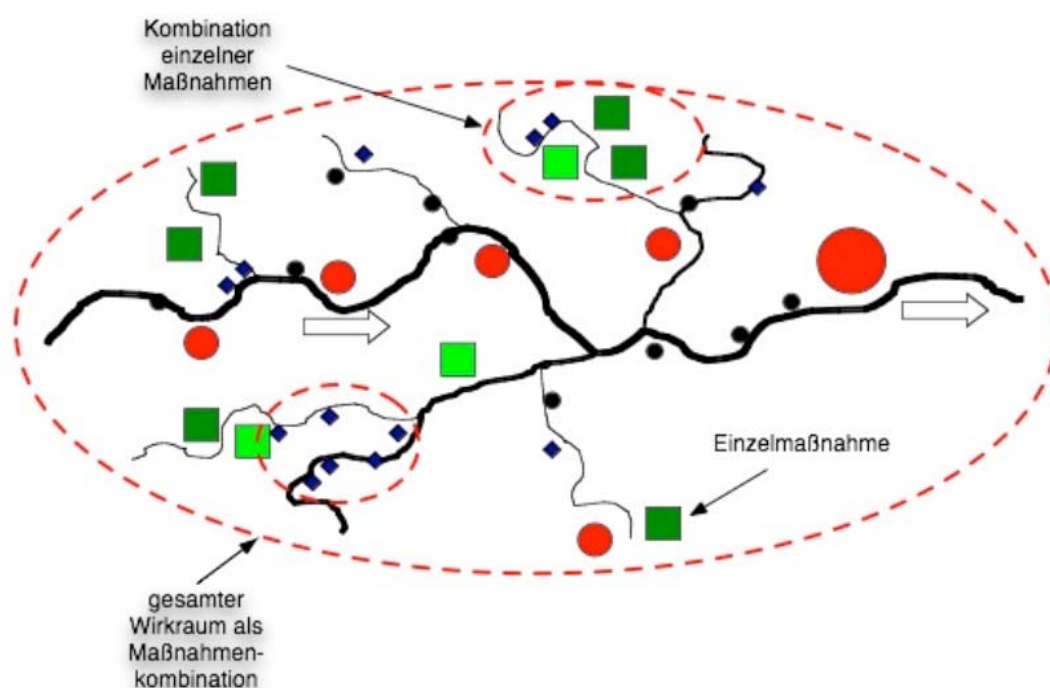 Kombination
einzelner
Maßnahmen
Einzelmaßnahme
gesamter
Wirkraum als
Maßnahmen-
kombination